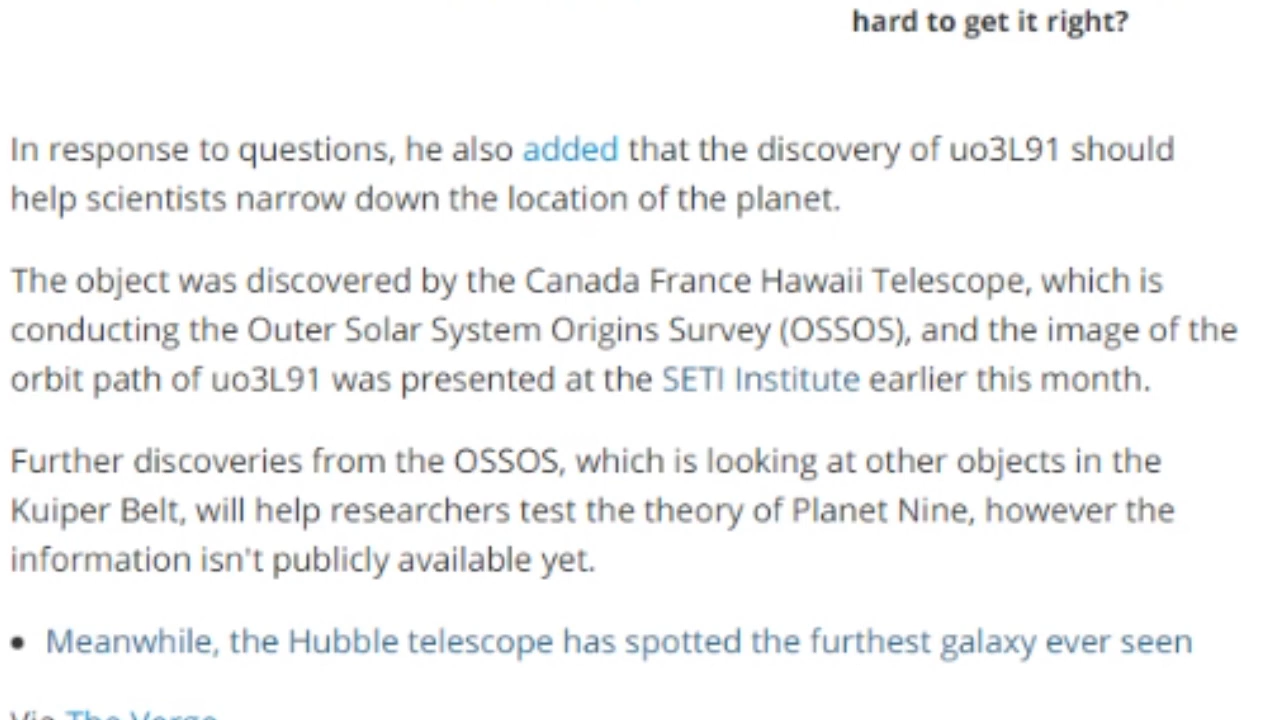 hard to get it right?
In response to questions, he also added that the discovery of uo3L91 should
help scientists narrow down the location of the planet.
The object was discovered by the Canada France Hawaii Telescope, which is
conducting the Outer Solar System Origins Survey (OSSOS), and the image of the
orbit path of uo3L91 was presented at the SETI Institute earlier this month.
Further discoveries from the OSSOS, which is looking at other objects in the
Kuiper Belt, will help researchers test the theory of Planet Nine, however the
information isn't publicly available yet.
• Meanwhile, the Hubble telescope has spotted the furthest galaxy ever seen
Via The Verge